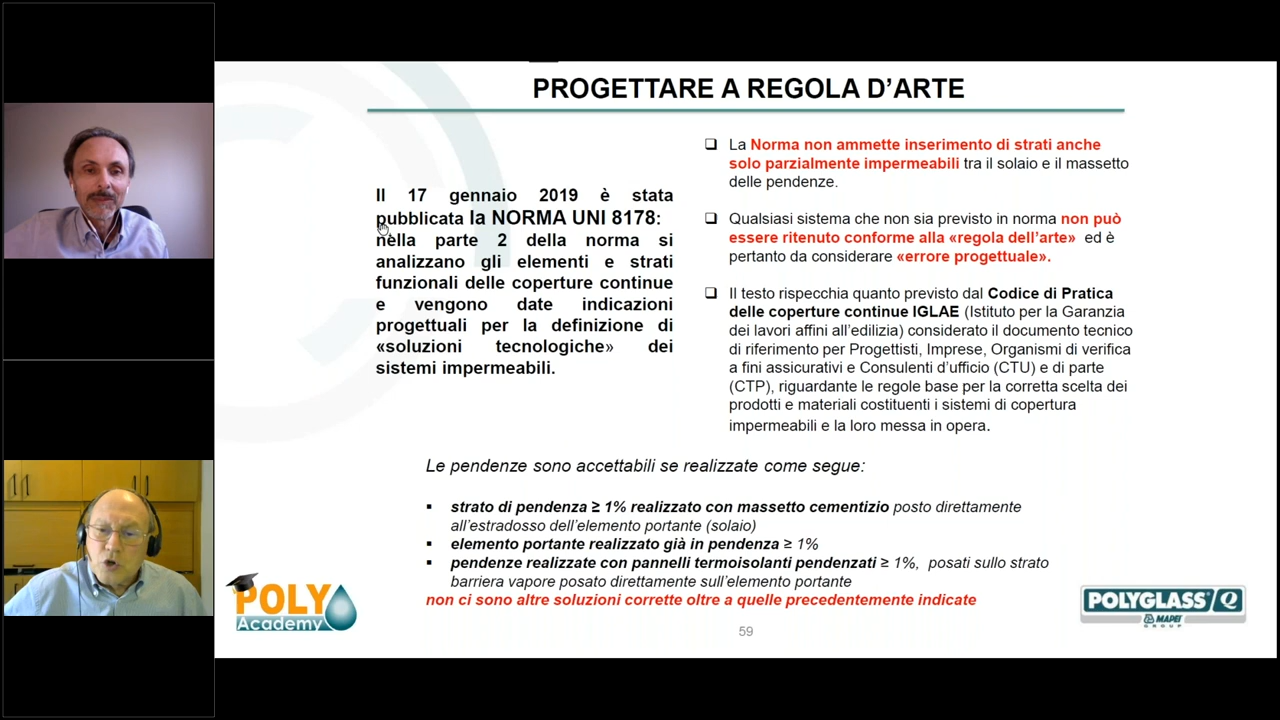 PROGETTARE A REGOLA D'ARTE
Il 17 gennaio 2019 è stata
pubblicata la NORMA UNI 8178:
nella parte 2 della norma si
analizzano gli elementi e strati
funzionali delle coperture continue
e vengono date indicazioni
progettuali per la definizione di
«soluzioni tecnologiche» dei
sistemi impermeabili.
La Norma non ammette inserimento di strati anche
solo parzialmente impermeabili tra il solaio e il massetto
delle pendenze.
Qualsiasi sistema che non sia previsto in norma non può
essere ritenuto conforme alla «regola dell'arte» ed è
pertanto da considerare «errore progettuale».
Il testo rispecchia quanto previsto dal Codice di Pratica
delle coperture continue IGLAE (Istituto per la Garanzia
dei lavori affini all'edilizia) considerato il documento tecnico
di riferimento per Progettisti, Imprese, Organismi di verifica
a fini assicurativi e Consulenti d'ufficio (CTU) e di parte
(CTP), riguardante le regole base per la corretta scelta dei
prodotti e materiali costituenti i sistemi di copertura
impermeabili e la loro messa in opera.
Le pendenze sono accettabili se realizzate come segue:
▪ strato di pendenza ≥ 1% realizzato con massetto cementizio posto direttamente
all'estradosso dell'elemento portante (solaio)
▪ elemento portante realizzato già in pendenza ≥ 1%
▪ pendenze realizzate con pannelli termoisolanti pendenzati ≥ 1%, posati sullo strato
barriera vapore posato direttamente sull'elemento portante
non ci sono altre soluzioni corrette oltre a quelle precedentemente indicate
POLY
Academy
POLYGLASS
MAPEI
GROUP
59